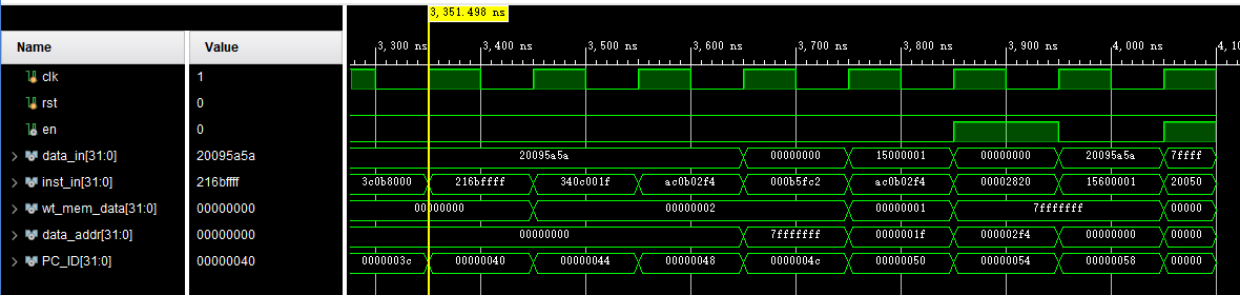 3,351.498 ns
Name Value
3,300 ns 3,400 ns 3,500 ns 3,600 ns 3,700 ns 3,800 ns 3,900 ns 4,000 ns 4,10
clk 1
rst 0
en 0
data_in[31:0] 20095a5a 20095a5a 00000000 15000001 00000000 20095a5a 7ffff
inst_in[31:0] 216bffff 3c0b8000 216bffff 340c001f ac0b02f4 000b5fc2 ac0b02f4 00002820 15600001 20050
wt_mem_data[31:0] 00000000 00000000 00000002 00000001 7fffffff 00000
data_addr[31:0] 00000000 00000000 7fffffff 0000001f 000002f4 00000000 00000
PC_ID[31:0] 00000040 0000003c 00000040 00000044 00000048 0000004c 00000050 00000054 00000058 00000